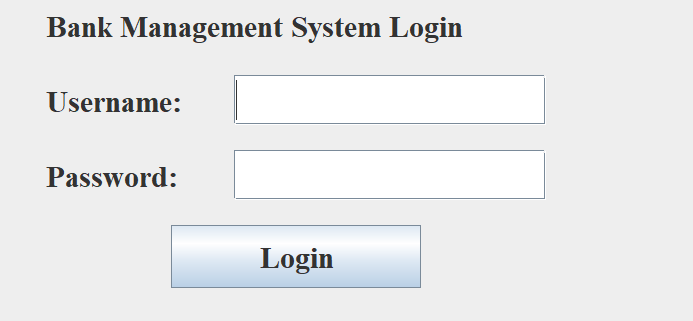 Bank Management System Login
Username:
Password:
Login